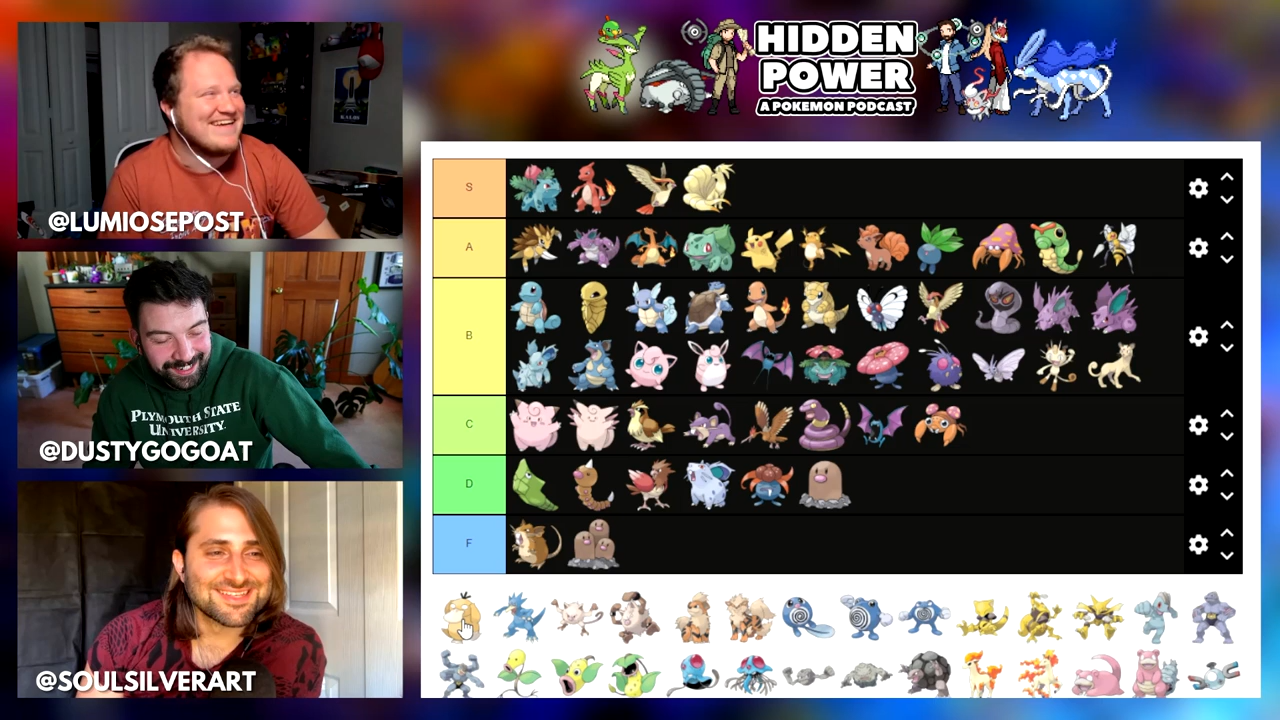 HIDDEN
POWER
A POKEMON PODCAST
@LUMIOSEPOST
PLYMOUTH STATE
UNIVERSITY.
@DUSTYGOGOAT
@SOULSILVERART
S
A
B
C
D
F